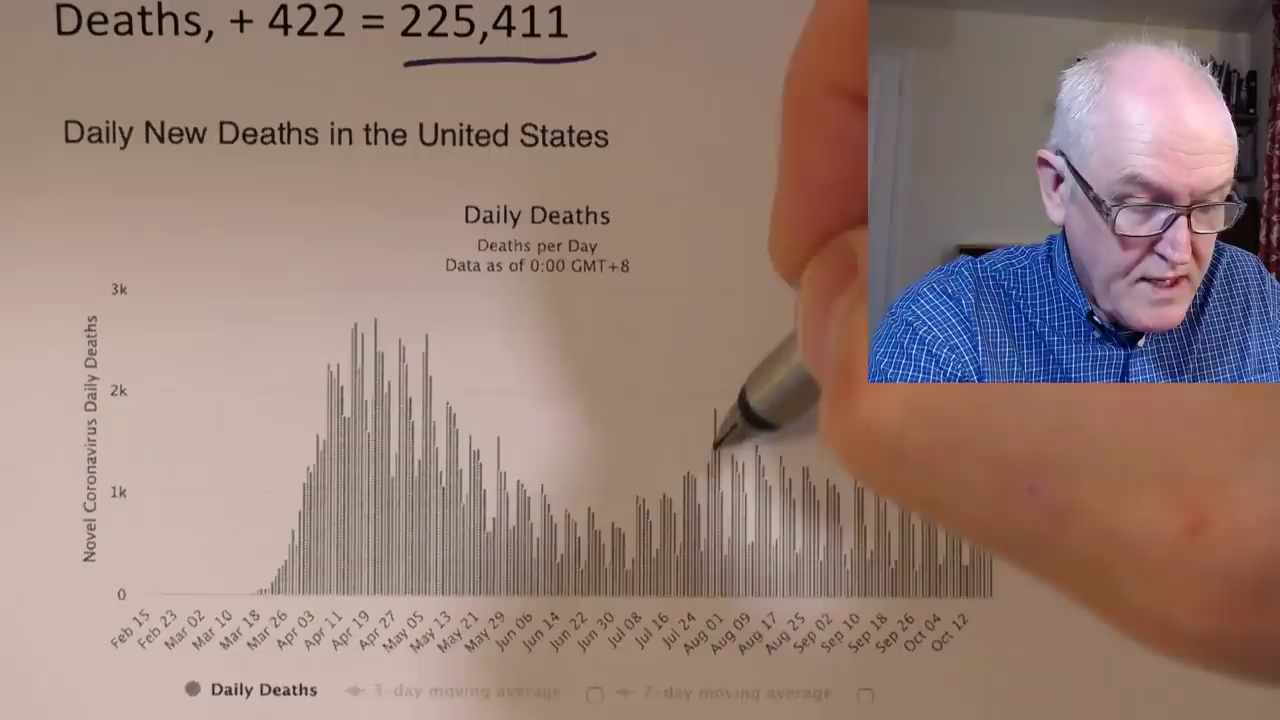 Deaths, + 422 = 225,411
Daily New Deaths in the United States
Daily Deaths
Deaths per Day
Data as of 0:00 GMT+8
Novel Coronavirus Daily Deaths
3k
2k
1k
0
Feb 15
Feb 23
Mar 02
Mar 10
Mar 18
Mar 26
Apr 03
Apr 11
Apr 19
Apr 27
May 05
May 13
May 21
May 29
Jun 06
Jun 14
Jun 22
Jun 30
Jul 08
Jul 16
Jul 24
Aug 01
Aug 09
Aug 17
Aug 25
Sep 02
Sep 10
Sep 18
Sep 26
Oct 04
Oct 12
Daily Deaths 3-day moving average 7-day moving average